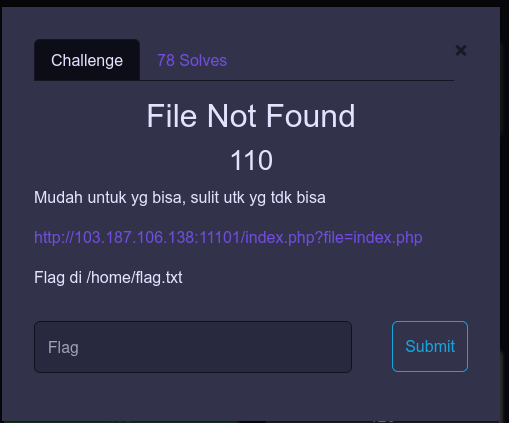 Challenge
78 Solves
×
File Not Found
110
Mudah untuk yg bisa, sulit utk yg tdk bisa
http://103.187.106.138:11101/index.php?file=index.php
Flag di /home/flag.txt
Flag
Submit